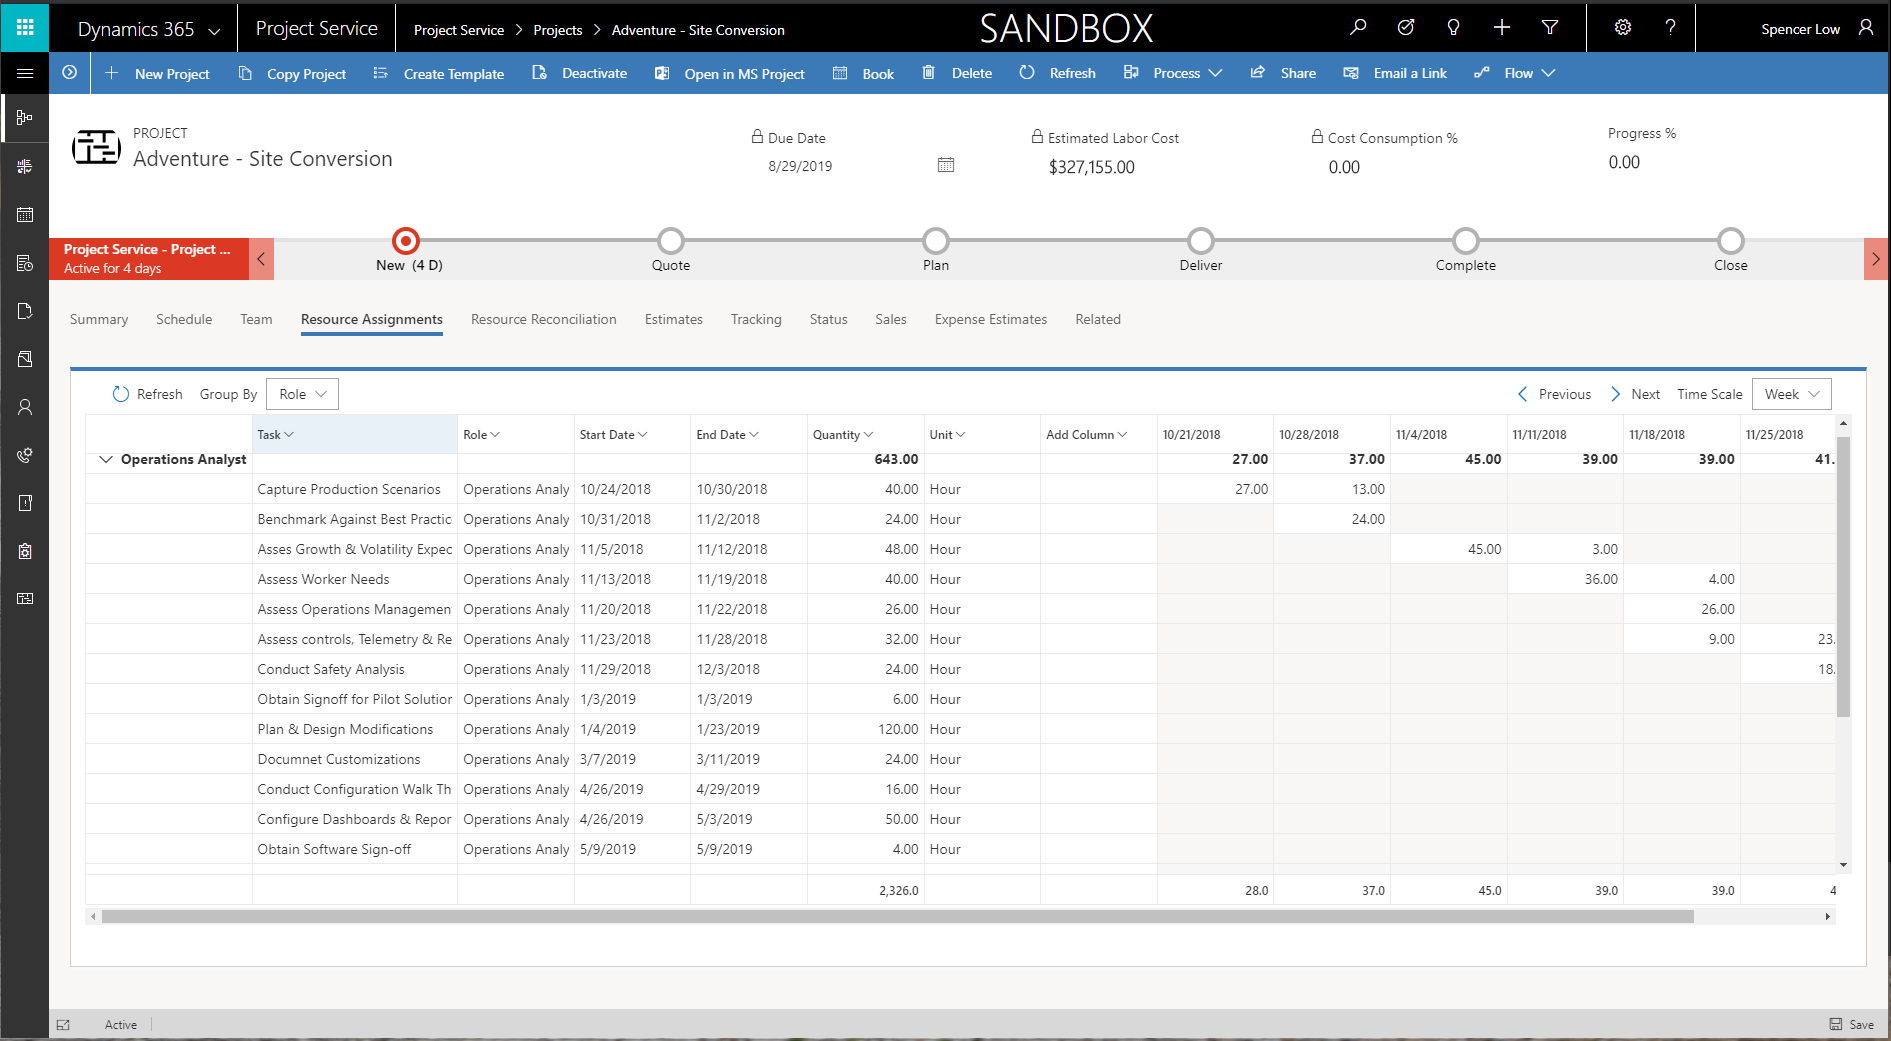 Dynamics 365 Project Service Project Service > Projects > Adventure - Site Conversion SANDBOX Spencer Low
New Project Copy Project Create Template Deactivate Open in MS Project Book Delete Refresh Process Share Email a Link Flow
PROJECT
Adventure - Site Conversion
Due Date
8/29/2019
Estimated Labor Cost
$327,155.00
Cost Consumption %
0.00
Progress %
0.00
Project Service - Project ...
Active for 4 days
New (4 D) Quote Plan Deliver Complete Close
Summary Schedule Team Resource Assignments Resource Reconciliation Estimates Tracking Status Sales Expense Estimates Related
Refresh Group By Role Previous Next Time Scale Week
Task Role Start Date End Date Quantity Unit Add Column 10/21/2018 10/28/2018 11/4/2018 11/11/2018 11/18/2018 11/25/2018
Operations Analyst 643.00 27.00 37.00 45.00 39.00 39.00 41.
Capture Production Scenarios Operations Analy 10/24/2018 10/30/2018 40.00 Hour 27.00 13.00
Benchmark Against Best Practic Operations Analy 10/31/2018 11/2/2018 24.00 Hour 24.00
Asses Growth & Volatility Expec Operations Analy 11/5/2018 11/12/2018 48.00 Hour 45.00 3.00
Assess Worker Needs Operations Analy 11/13/2018 11/19/2018 40.00 Hour 36.00 4.00
Assess Operations Managemen Operations Analy 11/20/2018 11/22/2018 26.00 Hour 26.00
Assess controls, Telemetry & Re Operations Analy 11/23/2018 11/28/2018 32.00 Hour 9.00 23.
Conduct Safety Analysis Operations Analy 11/29/2018 12/3/2018 24.00 Hour 18.
Obtain Signoff for Pilot Solution Operations Analy 1/3/2019 1/3/2019 6.00 Hour
Plan & Design Modifications Operations Analy 1/4/2019 1/23/2019 120.00 Hour
Documnet Customizations Operations Analy 3/7/2019 3/11/2019 24.00 Hour
Conduct Configuration Walk Th Operations Analy 4/26/2019 4/29/2019 16.00 Hour
Configure Dashboards & Repor Operations Analy 4/26/2019 5/3/2019 50.00 Hour
Obtain Software Sign-off Operations Analy 5/9/2019 5/9/2019 4.00 Hour
2,326.0 28.0 37.0 45.0 39.0 39.0 4
Active Save